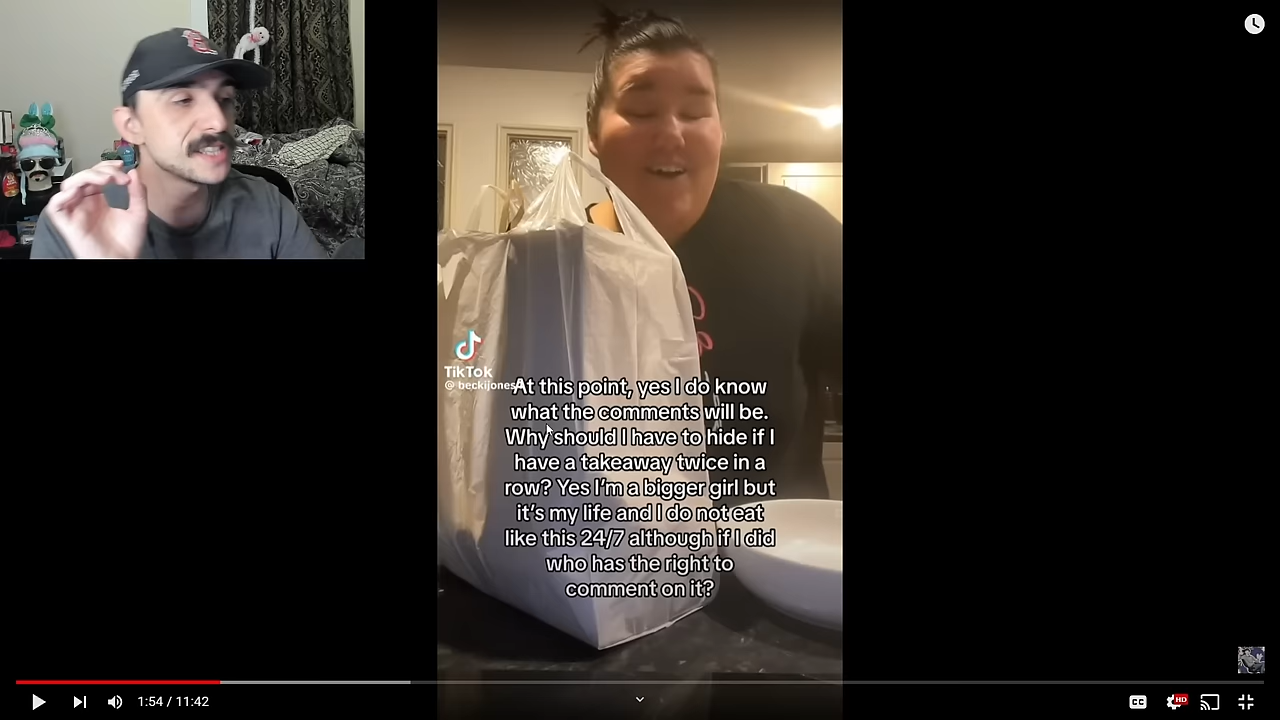 TikTok
@ beckijones
At this point, yes I do know
what the comments will be.
Why should I have to hide if I
have a takeaway twice in a
row? Yes I'm a bigger girl but
it's my life and I do not eat
like this 24/7 although if I did
who has the right to
comment on it?
1:54 / 11:42
CC
HD